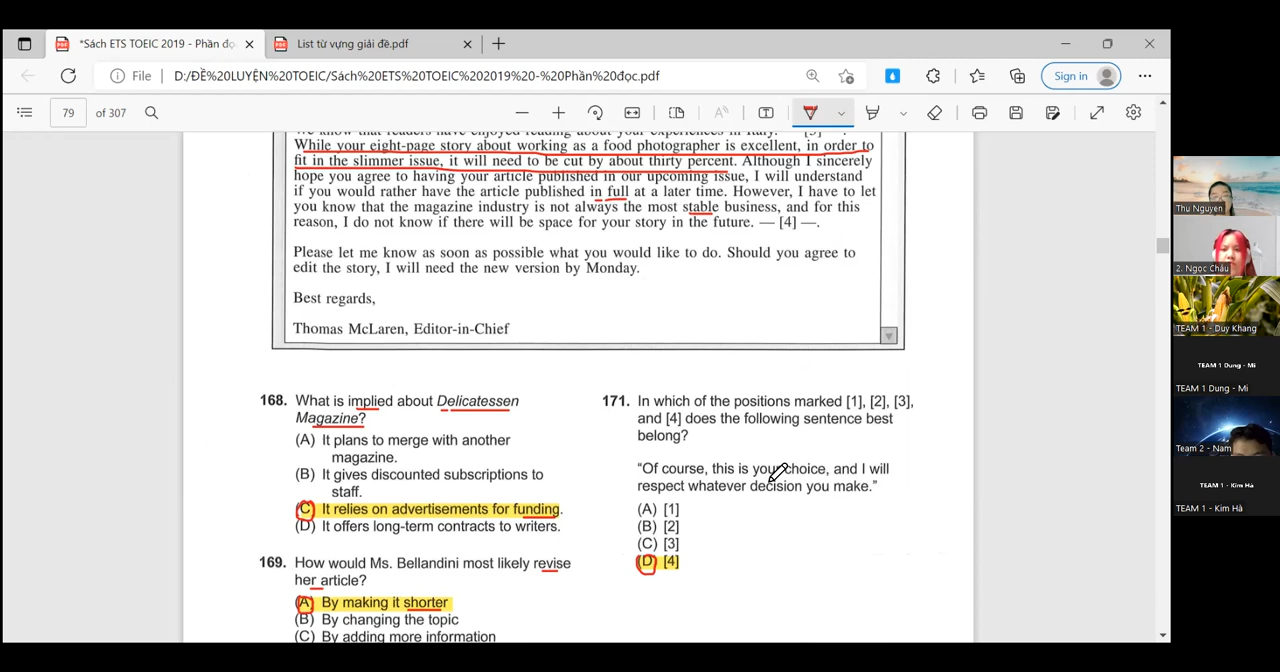 *Sách ETS TOEIC 2019 - Phần đọc
List từ vựng giải đề.pdf
File
D:/ĐỀ%20LUYỆN%20TOEIC/Sách%20ETS%20TOEIC%202019%20-%20Phần%20đọc.pdf
Sign in
79 of 307
We know that readers have enjoyed reading about your experiences in Italy. — [3] —.
While your eight-page story about working as a food photographer is excellent, in order to
fit in the slimmer issue, it will need to be cut by about thirty percent. Although I sincerely
hope you agree to having your article published in our upcoming issue, I will understand
if you would rather have the article published in full at a later time. However, I have to let
you know that the magazine industry is not always the most stable business, and for this
reason, I do not know if there will be space for your story in the future. — [4] —.
Please let me know as soon as possible what you would like to do. Should you agree to
edit the story, I will need the new version by Monday.
Best regards,
Thomas McLaren, Editor-in-Chief
168. What is implied about Delicatessen
Magazine?
(A) It plans to merge with another
magazine.
(B) It gives discounted subscriptions to
staff.
(C) It relies on advertisements for funding.
(D) It offers long-term contracts to writers.
169. How would Ms. Bellandini most likely revise
her article?
(A) By making it shorter
(B) By changing the topic
(C) By adding more information
171. In which of the positions marked [1], [2], [3],
and [4] does the following sentence best
belong?
"Of course, this is your choice, and I will
respect whatever decision you make."
(A) [1]
(B) [2]
(C) [3]
(D) [4]
Thu Nguyen
2. Ngọc Châu
TEAM 1 - Duy Khang
TEAM 1 Dung - Mi
TEAM 1 Dung - Mi
Team 2 - Nam
TEAM 1 - Kim Hà
TEAM 1 - Kim Hà